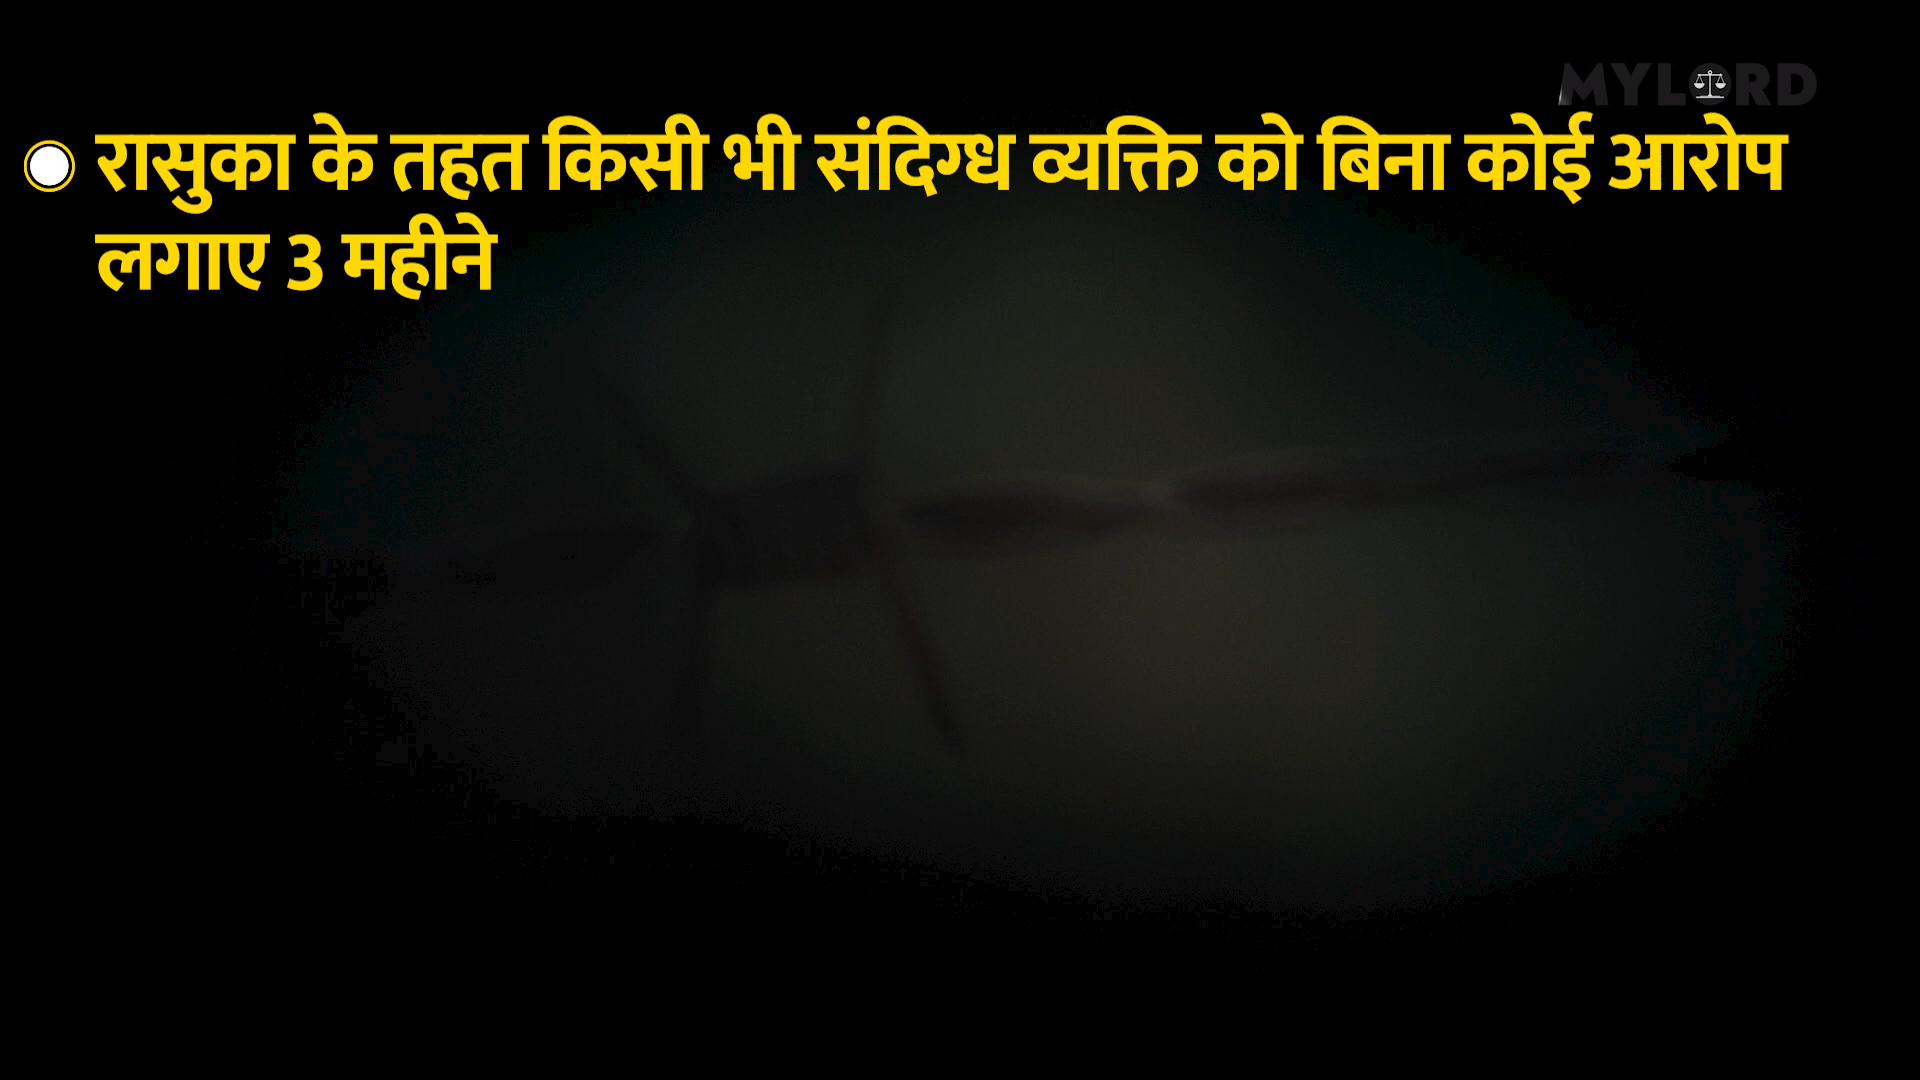 MYLORD
रासुका के तहत किसी भी संदिग्ध व्यक्ति को बिना कोई आरोप
लगाए 3 महीने